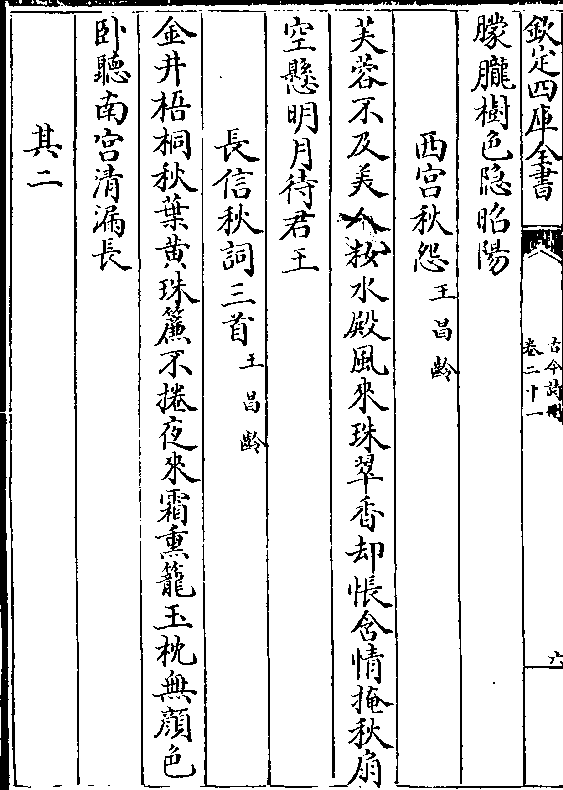 欽定四庫全書
古今詩刪
卷二十一
六
朦朧樹色隐昭陽
西宫秋怨王昌齡
芙蓉不及美人粧水殿風來珠翠香却恨含情掩秋扇
空懸明月待君王
長信秋詞三首王昌齡
金井梧桐秋葉黄珠簾不捲夜來霜熏籠玉枕無顔色
卧聽南宫清漏長
其二